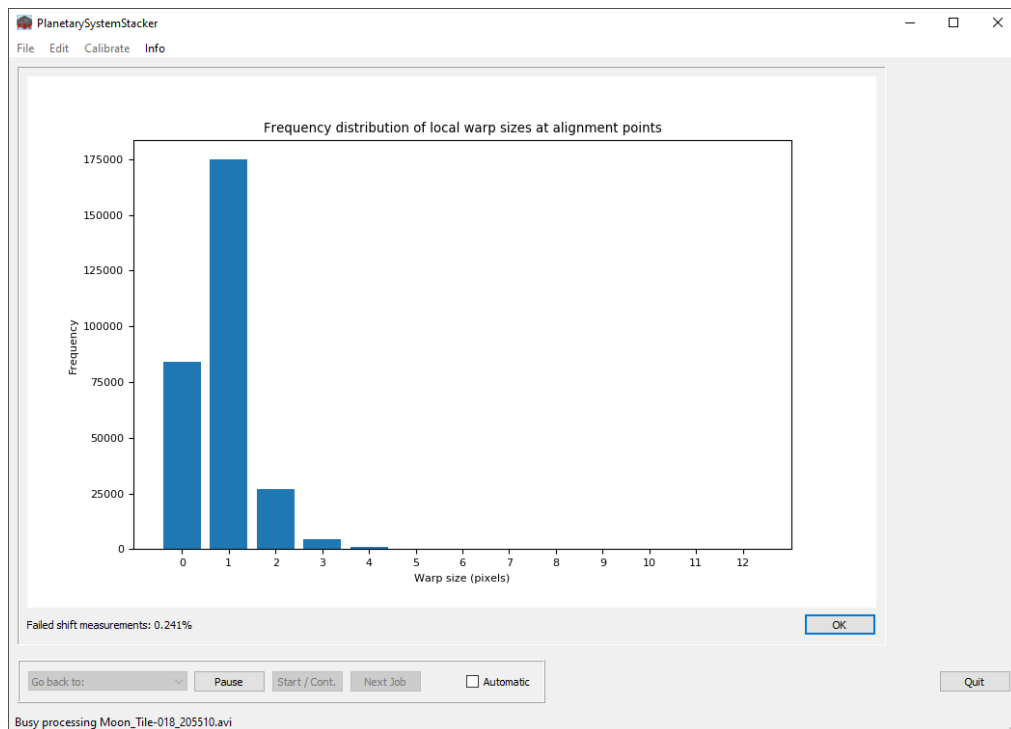 PlanetarySystemStacker
File Edit Calibrate Info
Frequency distribution of local warp sizes at alignment points
175000
150000
125000
100000
75000
50000
25000
0
Frequency
0 1 2 3 4 5 6 7 8 9 10 11 12
Warp size (pixels)
Failed shift measurements: 0.241%
OK
Go back to: Pause Start / Cont. Next Job Automatic Quit
Busy processing Moon_Tile-018_205510.avi